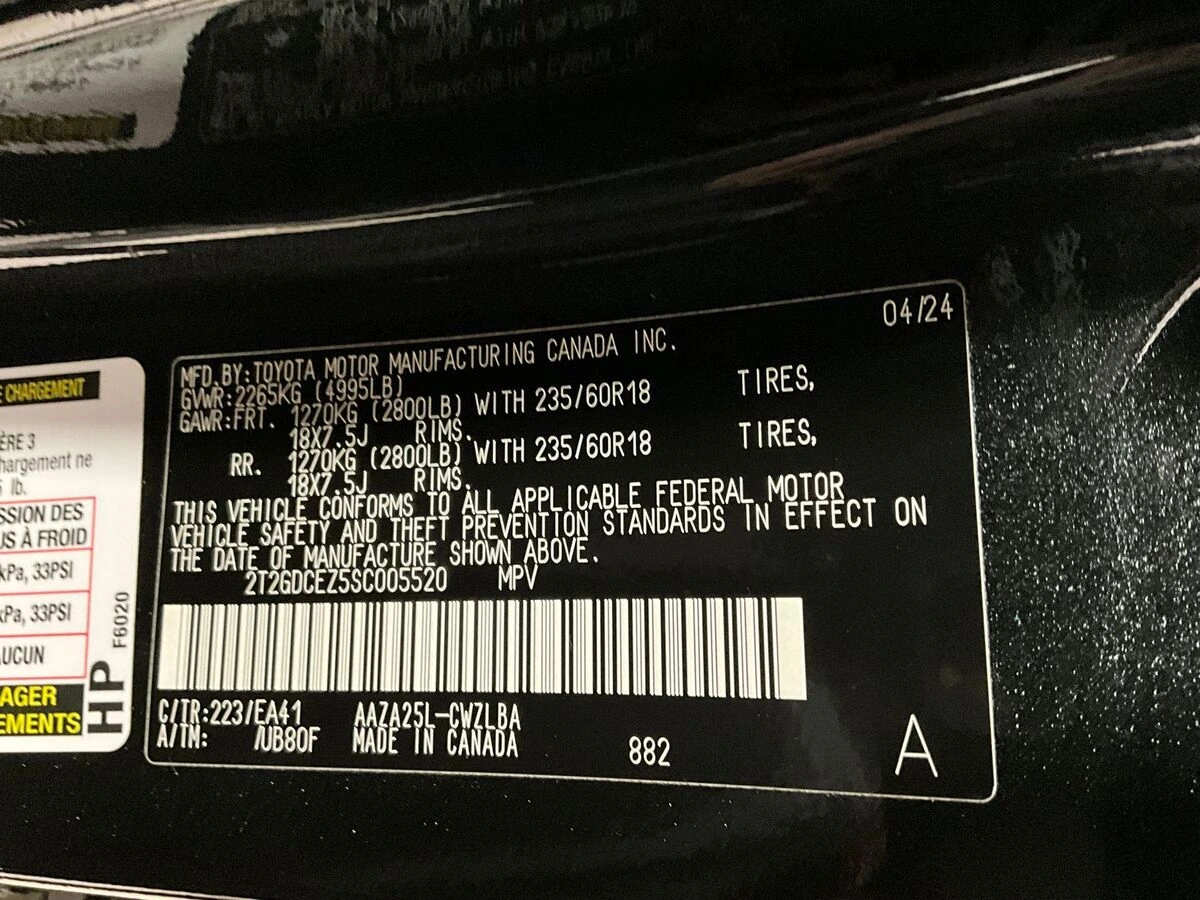 E CHARGEMENT
ÈRE 3
hargement ne
lb.
SSION DES
US À FROID
kPa, 33PSI
kPa, 33PSI
AUCUN
AGER
EMENTS
HP
F6020
04/24
MFD.BY:TOYOTA MOTOR MANUFACTURING CANADA INC.
GVWR:2265KG (4995LB)
GAWR:FRT. 1270KG (2800LB) WITH 235/60R18 TIRES,
18X7.5J RIMS.
RR. 1270KG (2800LB) WITH 235/60R18 TIRES,
18X7.5J RIMS.
THIS VEHICLE CONFORMS TO ALL APPLICABLE FEDERAL MOTOR
VEHICLE SAFETY AND THEFT PREVENTION STANDARDS IN EFFECT ON
THE DATE OF MANUFACTURE SHOWN ABOVE.
2T2GDCEZ5SC005520 MPV
C/TR:223/EA41 AAZA25L-CWZLBA
A/TM: /UB80F MADE IN CANADA
882
A